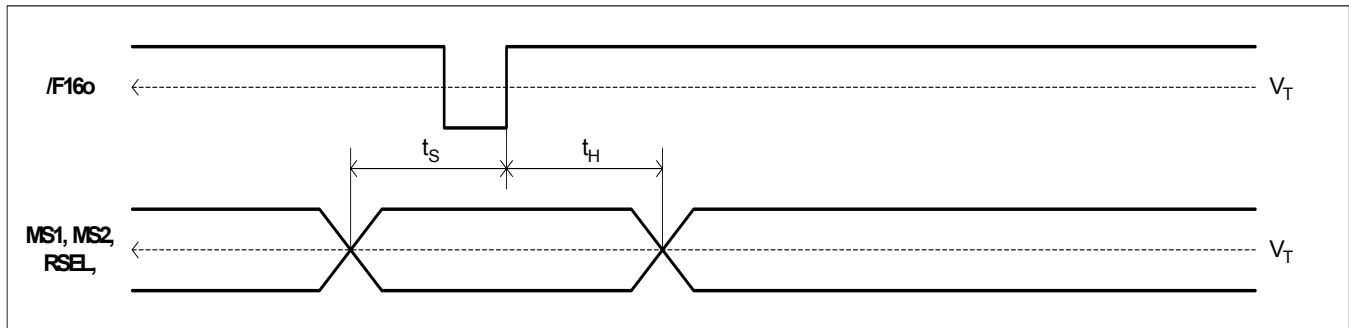 /F16o
V_T
t_S
t_H
MS1, MS2,
RSEL,
V_T